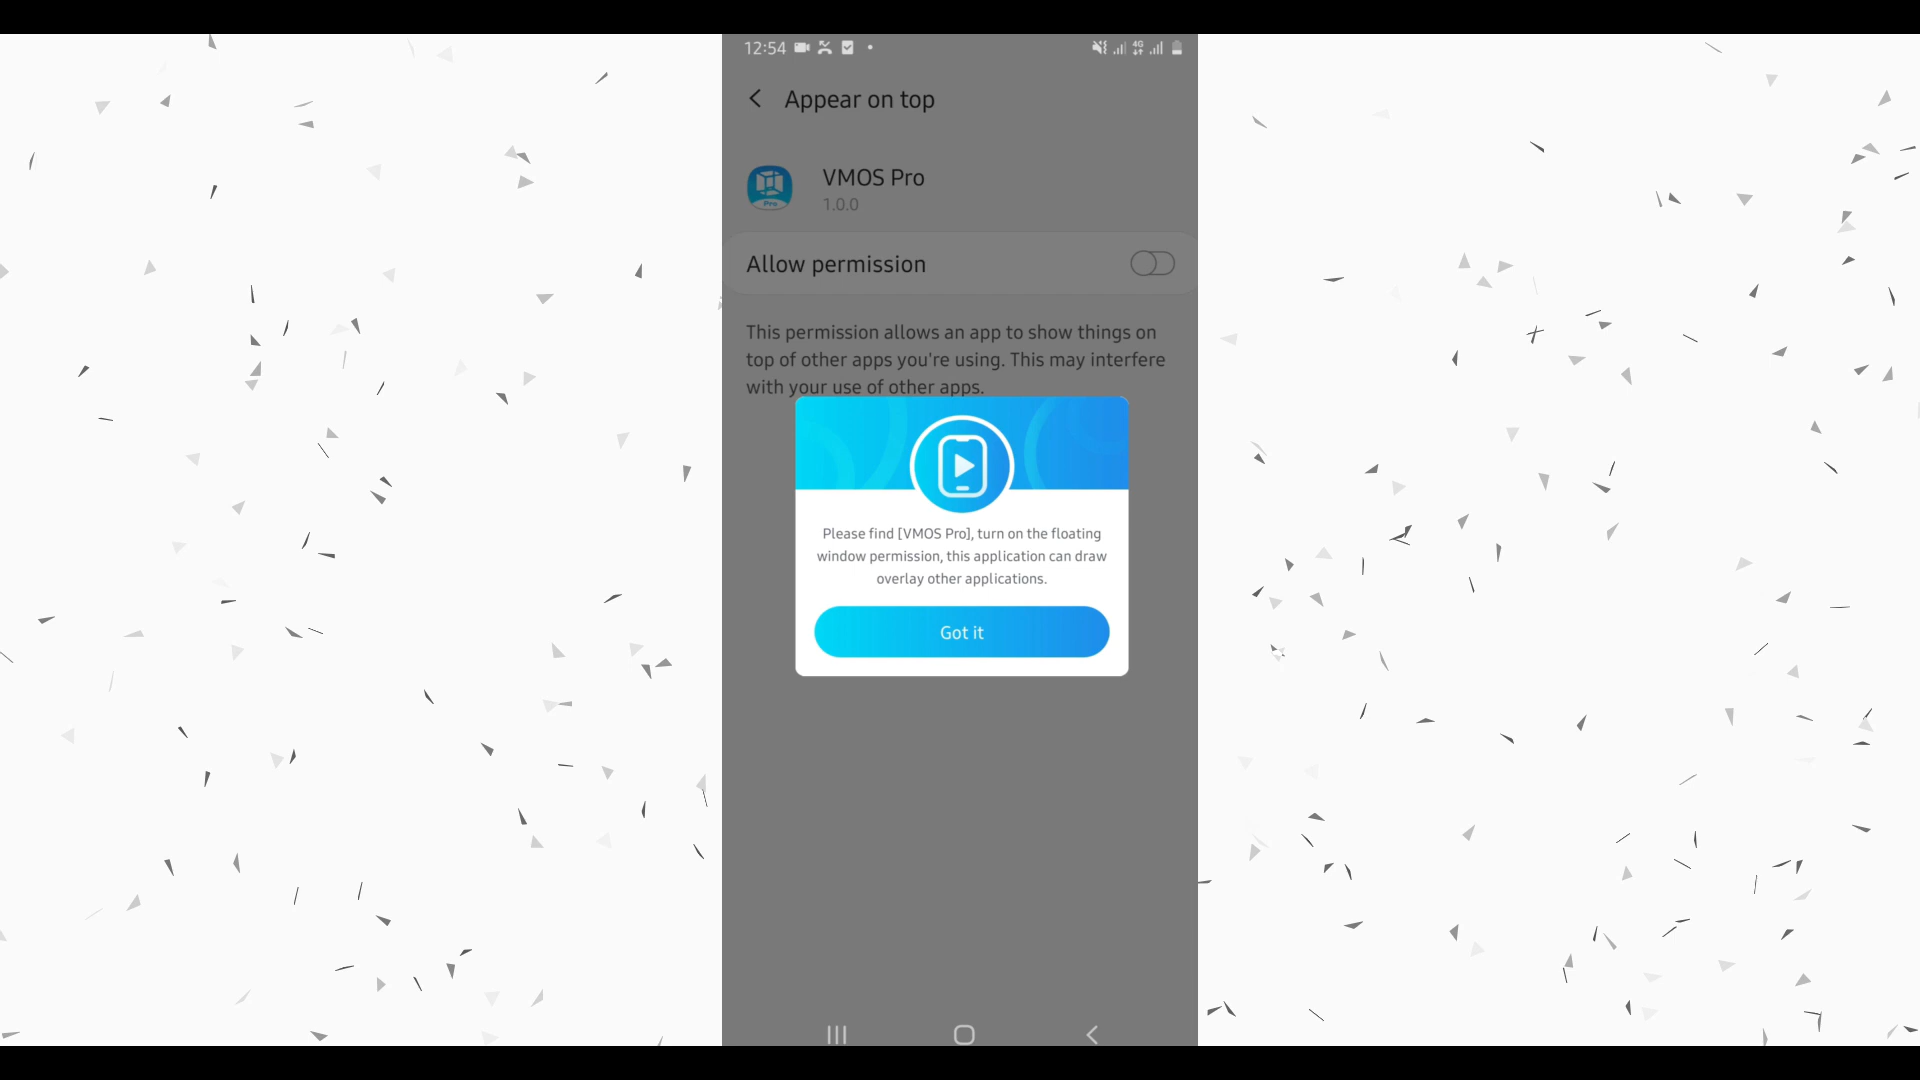 12:54
4G
Appear on top
VMOS Pro
Pro
1.0.0
Allow permission
This permission allows an app to show things on
top of other apps you're using. This may interfere
with your use of other apps.
Please find [VMOS Pro], turn on the floating
window permission, this application can draw
overlay other applications.
Got it